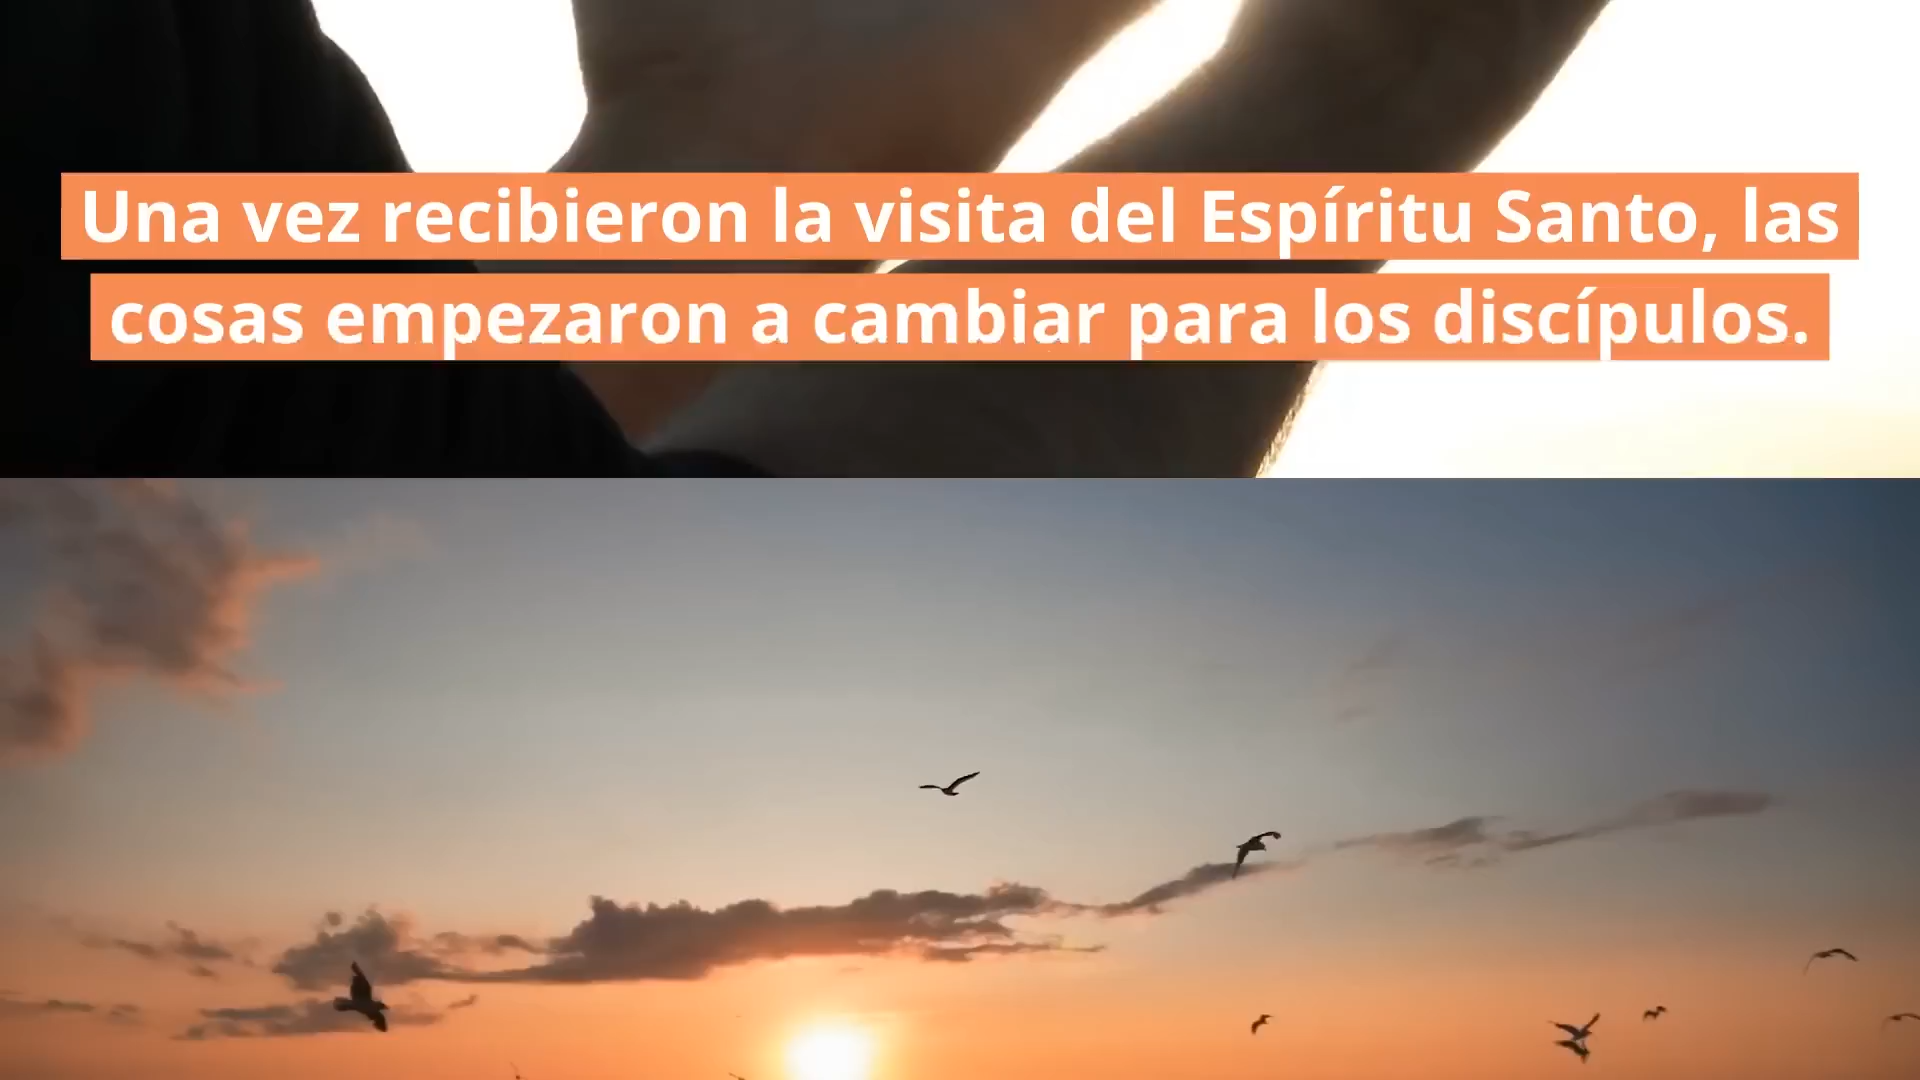 Una vez recibieron la visita del Espíritu Santo, las
cosas empezaron a cambiar para los discípulos.